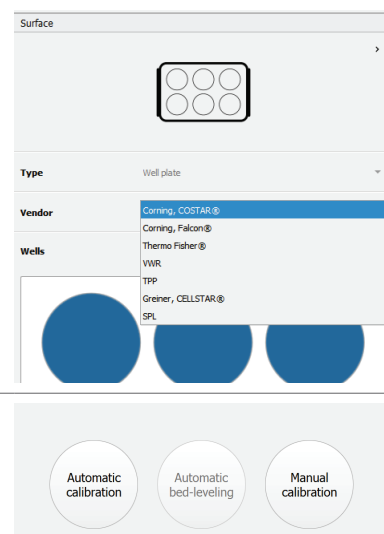 Surface
Type Well plate
Vendor Corning, COSTAR®
Corning, Falcon®
Wells Thermo Fisher®
VWR
TPP
Greiner, CELLSTAR®
SPL
Automatic calibration
Automatic bed-leveling
Manual calibration